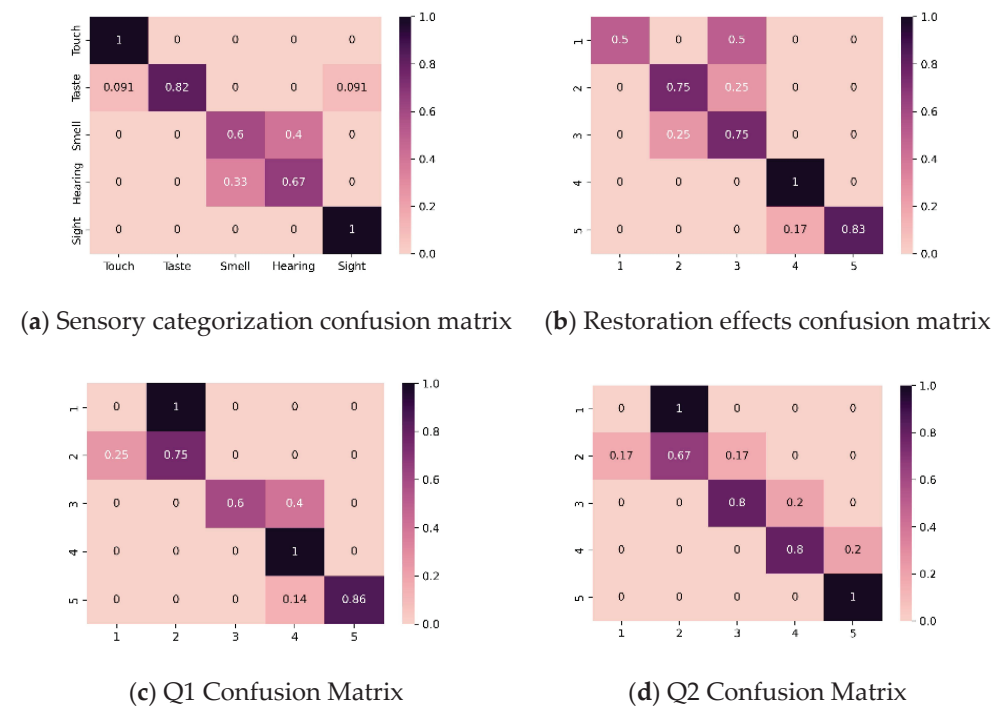 Touch 1 0 0 0 0 1.0
Taste 0.091 0.82 0 0 0.091 0.8
Smell 0 0 0.6 0.4 0 0.6
0.4
Hearing 0 0 0.33 0.67 0 0.2
Sight 0 0 0 0 1 0.0
Touch Taste Smell Hearing Sight
1 0.5 0 0.5 0 0 1.0
2 0 0.75 0.25 0 0 0.8
3 0 0.25 0.75 0 0 0.6
0.4
4 0 0 0 1 0 0.2
5 0 0 0 0.17 0.83 0.0
1 2 3 4 5
(a) Sensory categorization confusion matrix
(b) Restoration effects confusion matrix
1 0 1 0 0 0 1.0
2 0.25 0.75 0 0 0 0.8
3 0 0 0.6 0.4 0 0.6
0.4
4 0 0 0 1 0 0.2
5 0 0 0 0.14 0.86 0.0
1 2 3 4 5
1 0 1 0 0 0 1.0
2 0.17 0.67 0.17 0 0 0.8
3 0 0 0.8 0.2 0 0.6
0.4
4 0 0 0 0.8 0.2 0.2
5 0 0 0 0 1 0.0
1 2 3 4 5
(c) Q1 Confusion Matrix
(d) Q2 Confusion Matrix